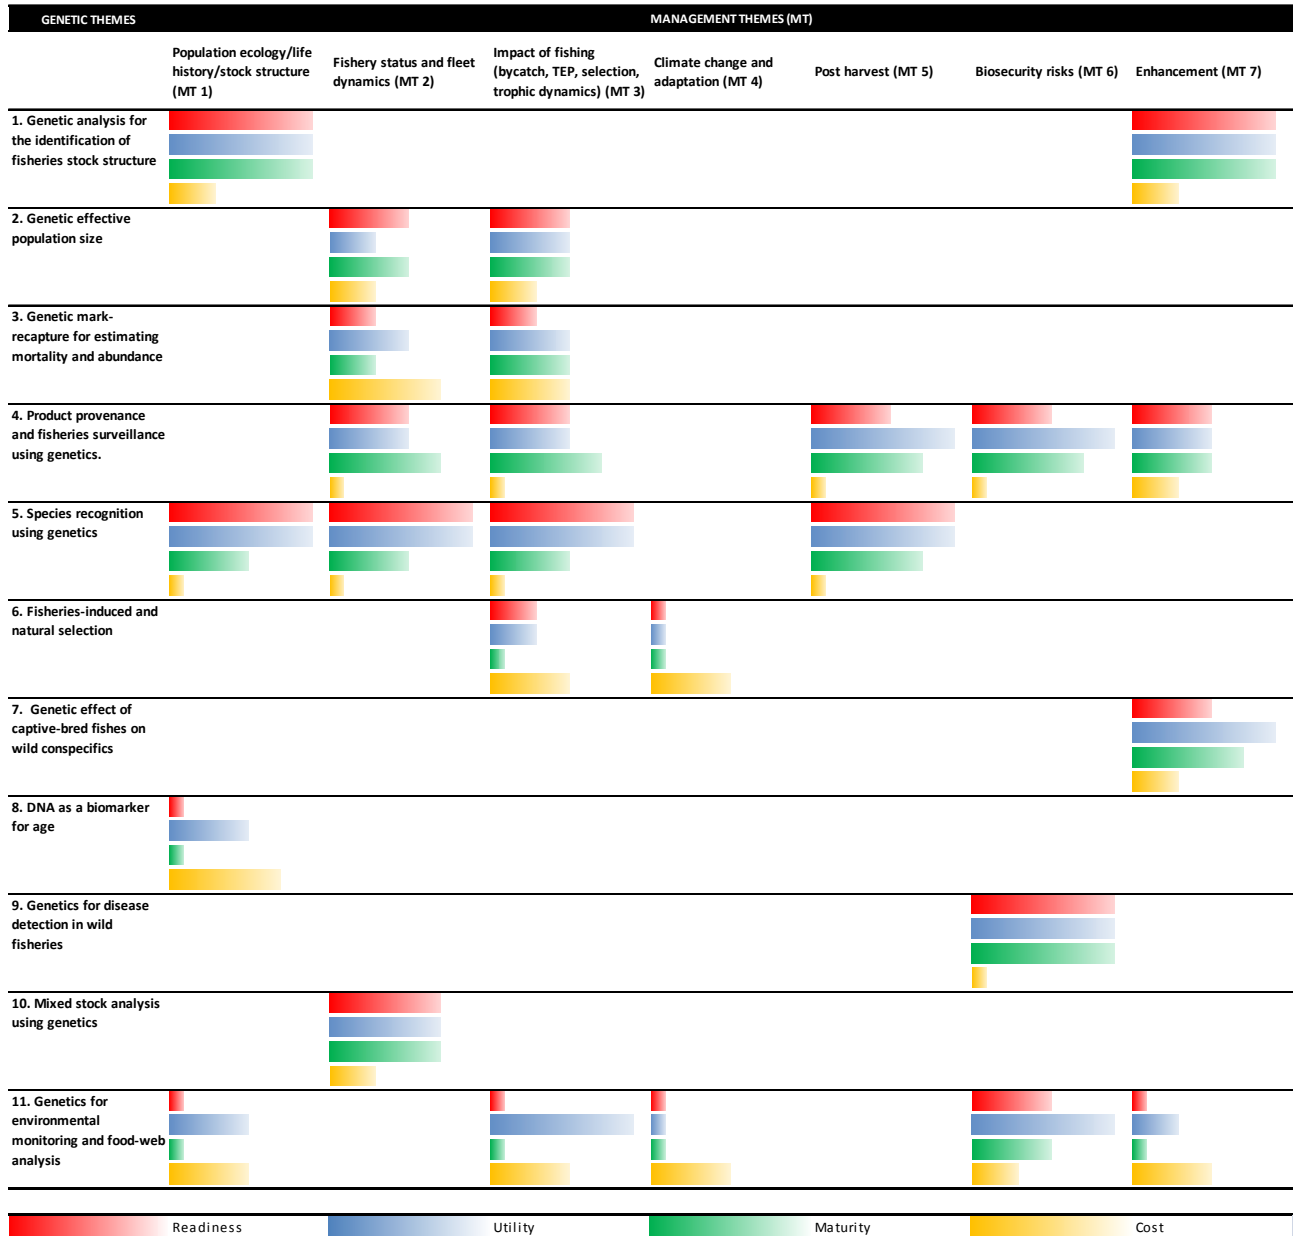 GENETIC THEMES
MANAGEMENT THEMES (MT)
Population ecology/life
history/stock structure
(MT 1)
Fishery status and fleet
dynamics (MT 2)
Impact of fishing
(bycatch, TEP, selection,
trophic dynamics) (MT 3)
Climate change and
adaptation (MT 4)
Post harvest (MT 5)
Biosecurity risks (MT 6)
Enhancement (MT 7)
1. Genetic analysis for
the identification of
fisheries stock structure
2. Genetic effective
population size
3. Genetic mark-
recapture for estimating
mortality and abundance
4. Product provenance
and fisheries surveillance
using genetics.
5. Species recognition
using genetics
6. Fisheries-induced and
natural selection
7. Genetic effect of
captive-bred fishes on
wild conspecifics
8. DNA as a biomarker
for age
9. Genetics for disease
detection in wild
fisheries
10. Mixed stock analysis
using genetics
11. Genetics for
environmental
monitoring and food-web
analysis
Readiness
Utility
Maturity
Cost